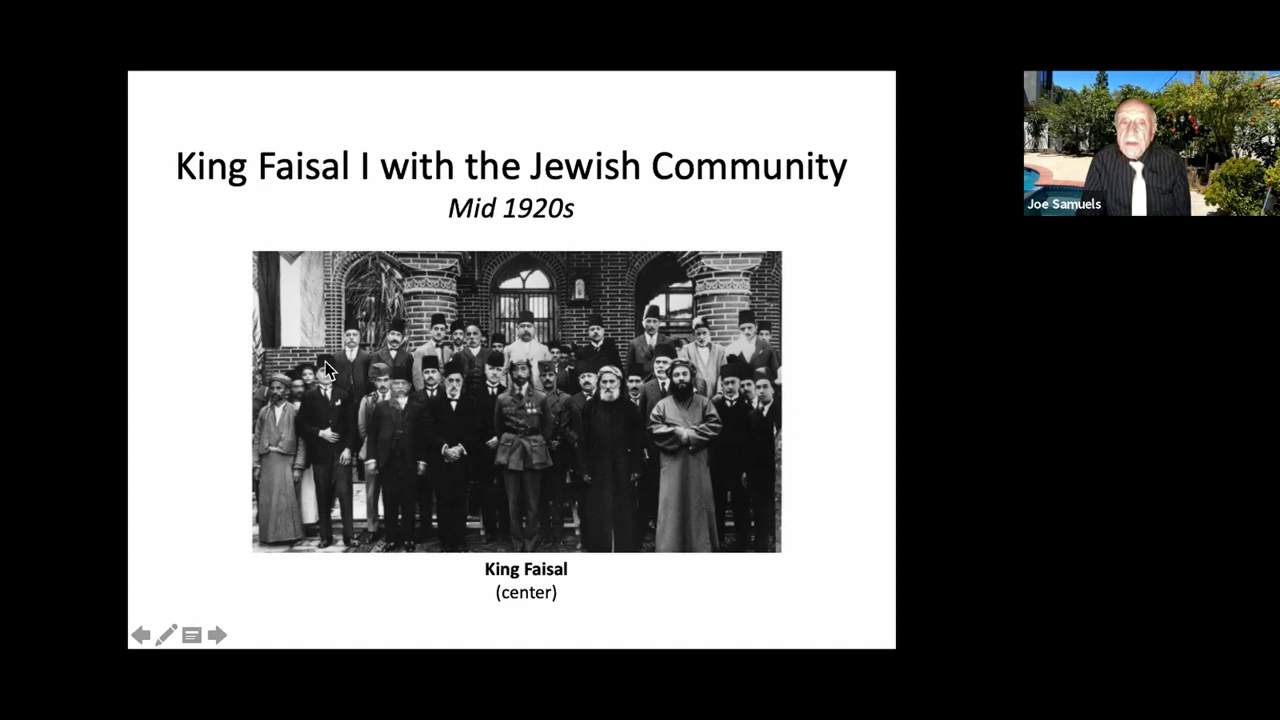 King Faisal I with the Jewish Community
Mid 1920s
King Faisal
(center)
Joe Samuels